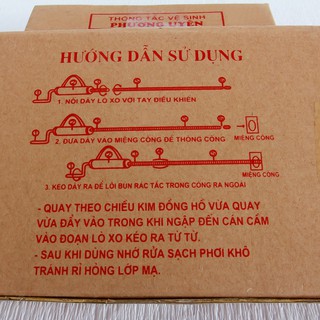 THÔNG TẮC VỆ SINH
PHƯƠNG UYÊN
HƯỚNG DẪN SỬ DỤNG
1. NỐI DÂY LÒ XO VỚI TAY ĐIỀU KHIỂN
2. ĐƯA DÂY VÀO MIỆNG CỐNG ĐỂ THÔNG CỐNG
MIỆNG CỐNG
MIỆNG CỐNG
3. KÉO DÂY RA ĐỂ LÔI BUN RÁC TẮC TRONG CỐNG RA NGOÀI
- QUAY THEO CHIỀU KIM ĐỒNG HỒ VỪA QUAY
VỪA ĐẨY VÀO TRONG KHI NGẬP ĐẾN CÁN CẦM
VÀO ĐOẠN LÒ XO KÉO RA TỪ TỪ.
- SAU KHI DÙNG NHỚ RỬA SẠCH PHƠI KHÔ
TRÁNH RỈ HỎNG LỚP MẠ.